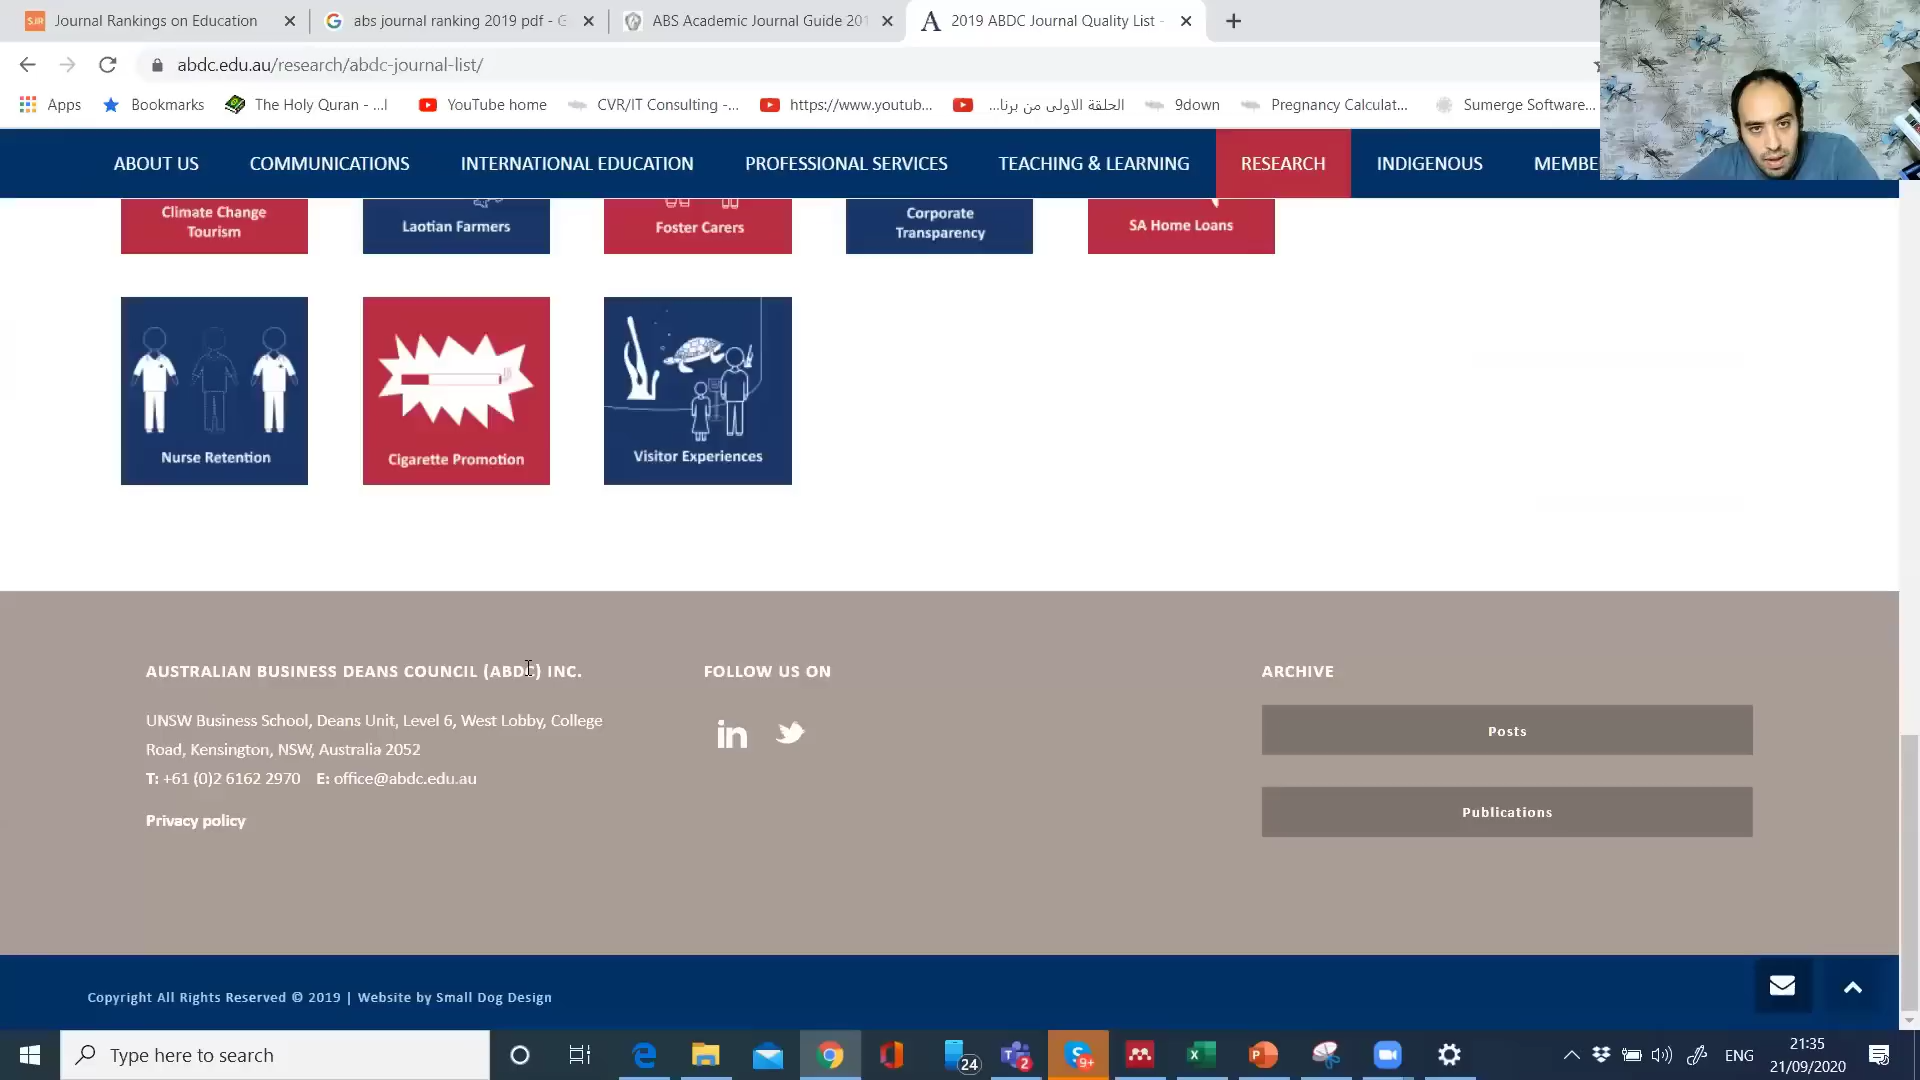 SJR Journal Rankings on Education
abs journal ranking 2019 pdf - G
ABS Academic Journal Guide 201
2019 ABDC Journal Quality List -
abdc.edu.au/research/abdc-journal-list/
Apps Bookmarks The Holy Quran - ...l YouTube home CVR/IT Consulting -... https://www.youtub... الحلقة الاولى من برنا... 9down Pregnancy Calculat... Sumerge Software...
ABOUT US COMMUNICATIONS INTERNATIONAL EDUCATION PROFESSIONAL SERVICES TEACHING & LEARNING RESEARCH INDIGENOUS MEMBE
Climate Change
Tourism
Laotian Farmers
Foster Carers
Corporate
Transparency
SA Home Loans
Nurse Retention
Cigarette Promotion
Visitor Experiences
AUSTRALIAN BUSINESS DEANS COUNCIL (ABDC) INC.
UNSW Business School, Deans Unit, Level 6, West Lobby, College
Road, Kensington, NSW, Australia 2052
T: +61 (0)2 6162 2970 E: office@abdc.edu.au
Privacy policy
FOLLOW US ON
in
ARCHIVE
Posts
Publications
Copyright All Rights Reserved © 2019 | Website by Small Dog Design
Type here to search
24
2
9+
ENG
21:35
21/09/2020